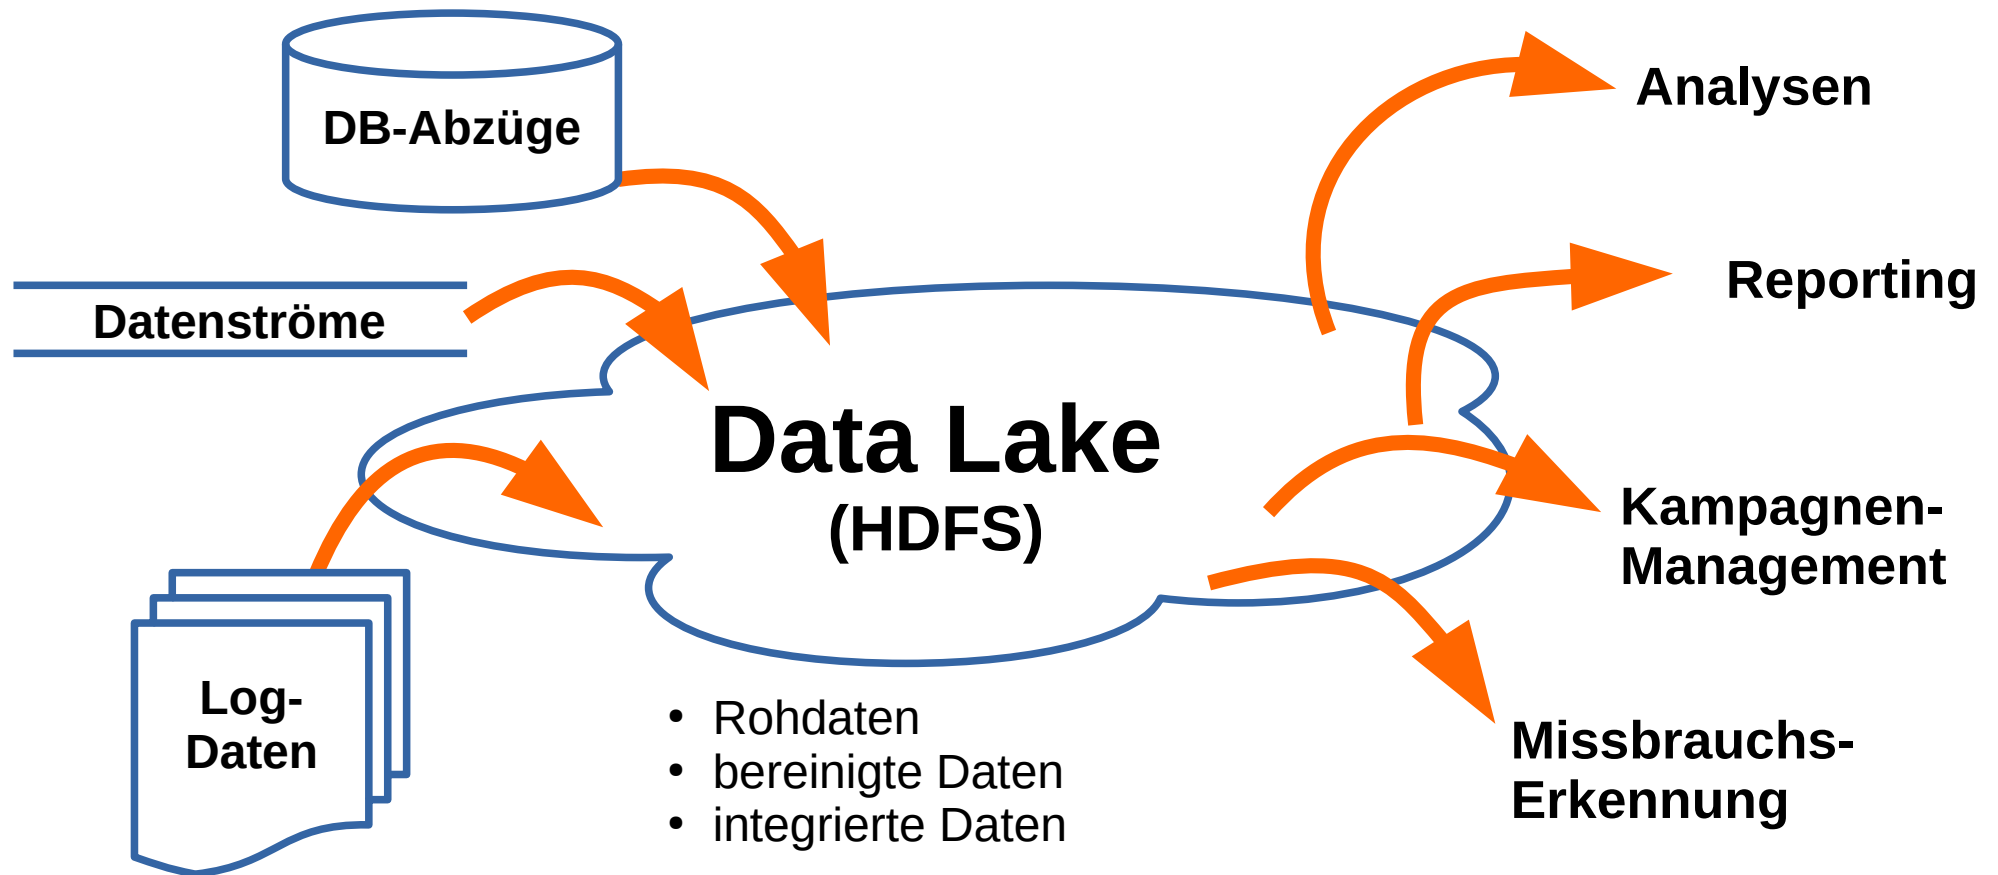 DB-Abzüge
Datenströme
Log-
Daten
Data Lake
(HDFS)
• Rohdaten
• bereinigte Daten
• integrierte Daten
Analysen
Reporting
Kampagnen-
Management
Missbrauchs-
Erkennung